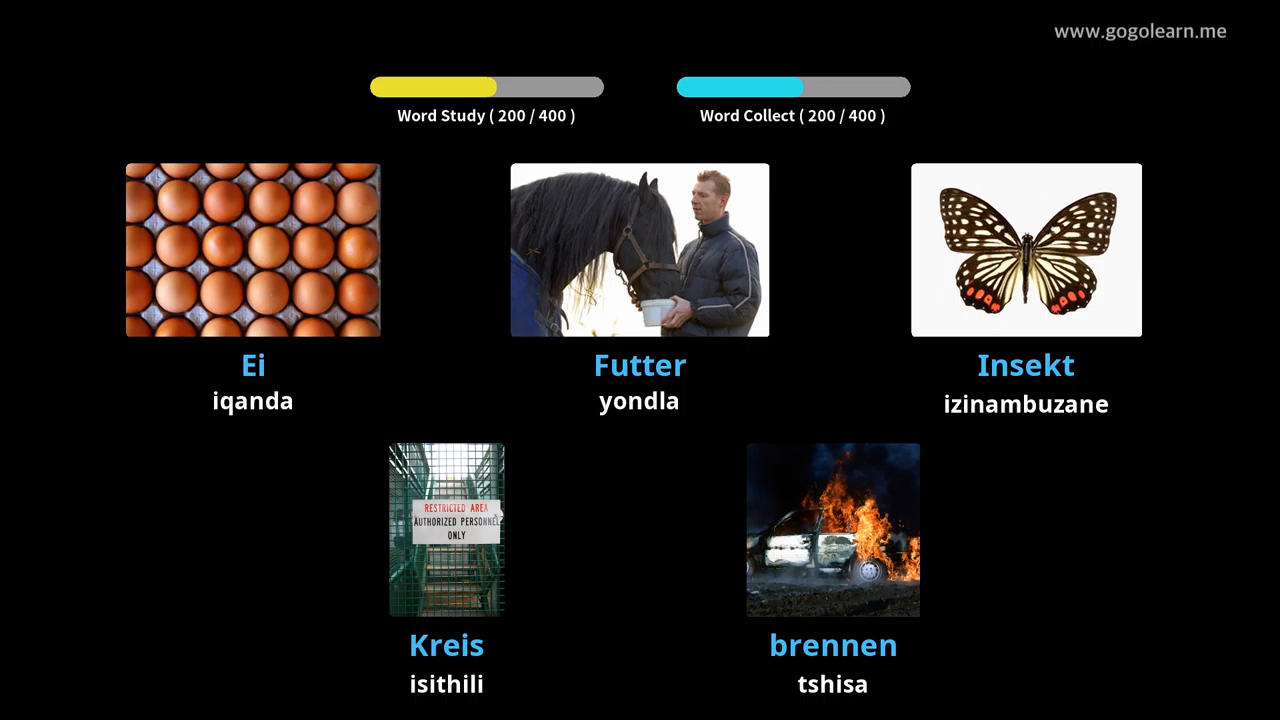 www.gogolearn.me
Word Study ( 200 / 400 )
Word Collect ( 200 / 400 )
Ei
iqanda
Futter
yondla
Insekt
izinambuzane
RESTRICTED AREA
AUTHORIZED PERSONNEL
ONLY
Kreis
isithili
brennen
tshisa